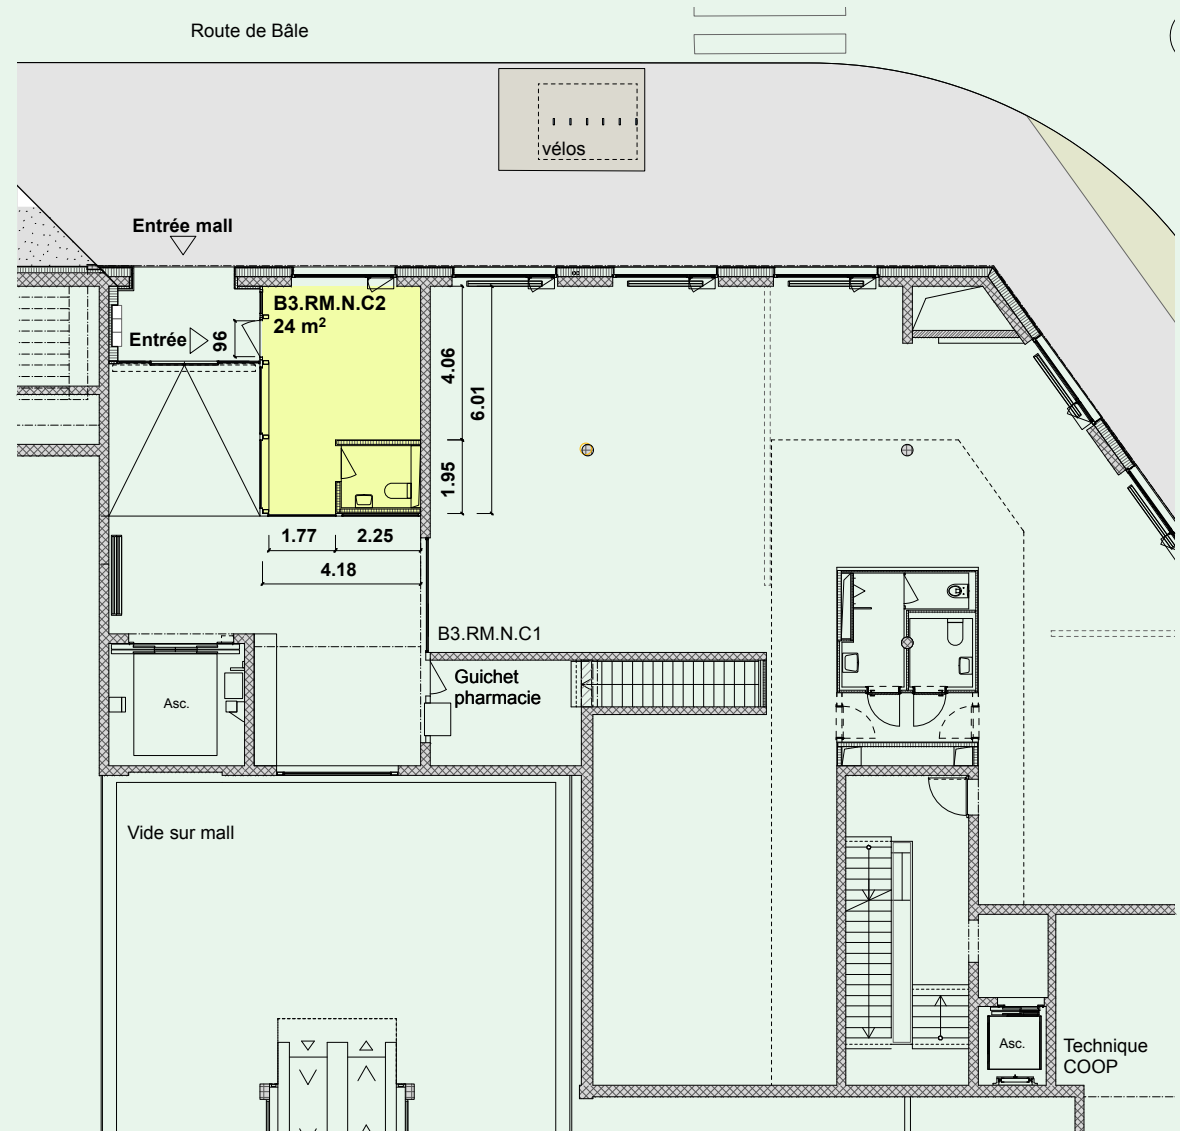 Route de Bâle
vélos
Entrée mall
B3.RM.N.C2
24 m²
Entrée
96
4.06
6.01
1.95
1.77
2.25
4.18
B3.RM.N.C1
Guichet
pharmacie
Asc.
Vide sur mall
Asc.
Technique
COOP